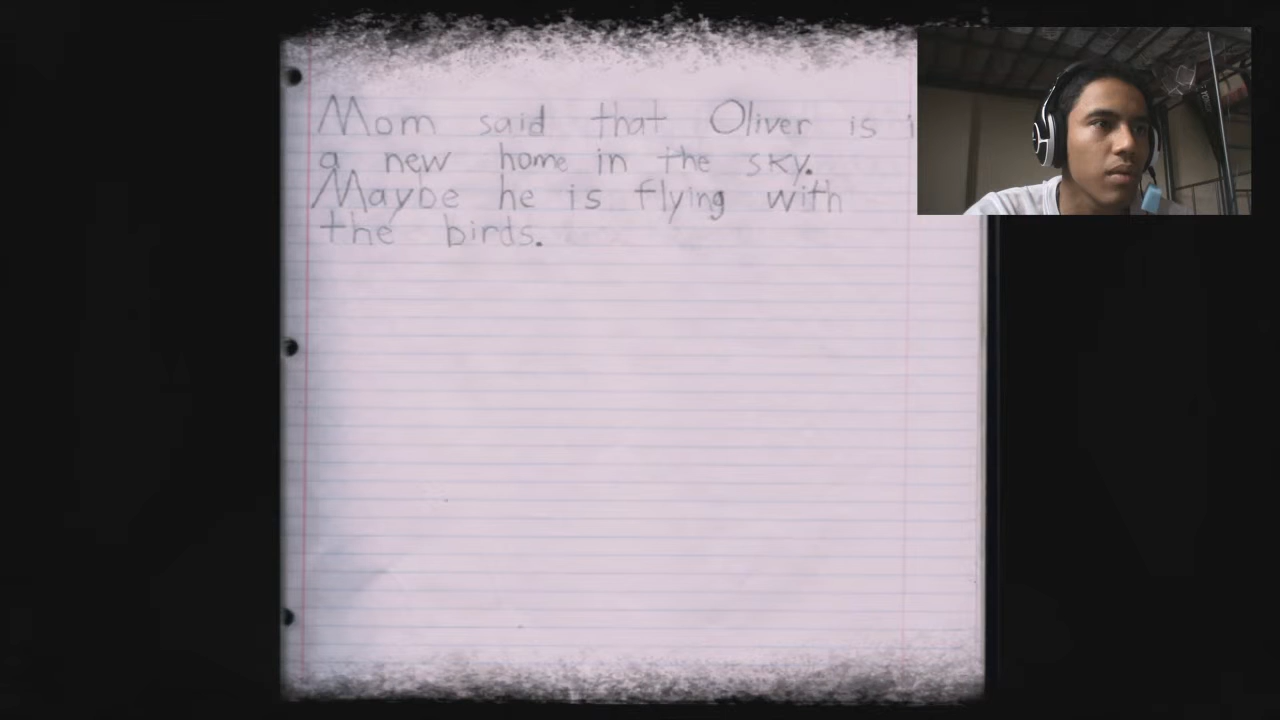 Mom said that Oliver is i
a new home in the sky.
Maybe he is flying with
the birds.